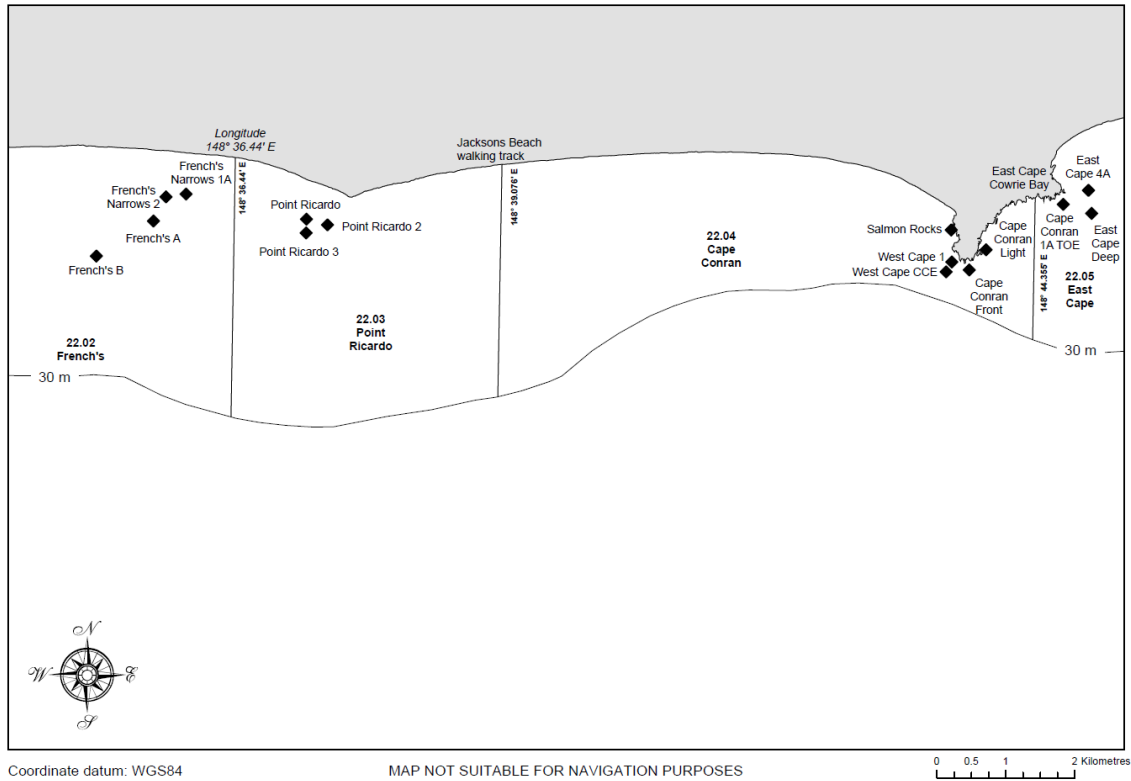 Longitude
148° 36.44' E
148° 36.44' E
Jacksons Beach
walking track
148° 39.076' E
French's
Narrows 1A
French's
Narrows 2
French's A
French's B
Point Ricardo
Point Ricardo 2
Point Ricardo 3
22.02
French's
22.03
Point
Ricardo
22.04
Cape
Conran
East Cape
Cowrie Bay
East
Cape 4A
Salmon Rocks
West Cape 1
West Cape CCE
Cape
Conran
Light
Cape
Conran
Front
Cape
Conran
1A TOE
East
Cape
Deep
148° 44.355' E
22.05
East
Cape
30 m
30 m
N
W
E
S
Coordinate datum: WGS84
MAP NOT SUITABLE FOR NAVIGATION PURPOSES
0 0.5 1 2 Kilometres